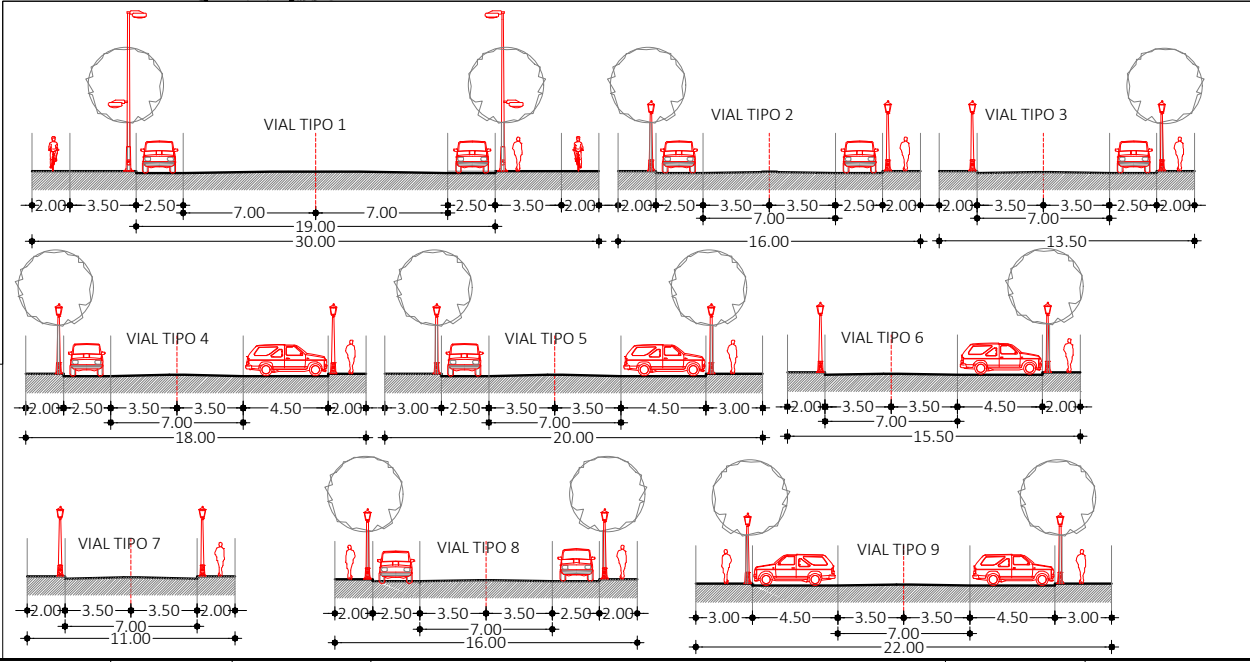 VIAL TIPO 1
2.00 3.50 2.50 7.00 7.00 2.50 3.50 2.00
19.00
30.00
VIAL TIPO 2
2.00 2.50 3.50 3.50 2.50 2.00
7.00
16.00
VIAL TIPO 3
2.00 3.50 3.50 2.50 2.00
7.00
13.50
VIAL TIPO 4
2.00 2.50 3.50 3.50 4.50 2.00
7.00
18.00
VIAL TIPO 5
3.00 2.50 3.50 3.50 4.50 3.00
7.00
20.00
VIAL TIPO 6
2.00 3.50 3.50 4.50 2.00
7.00
15.50
VIAL TIPO 7
2.00 3.50 3.50 2.00
7.00
11.00
VIAL TIPO 8
2.00 2.50 3.50 3.50 2.50 2.00
7.00
16.00
VIAL TIPO 9
3.00 4.50 3.50 3.50 4.50 3.00
7.00
22.00